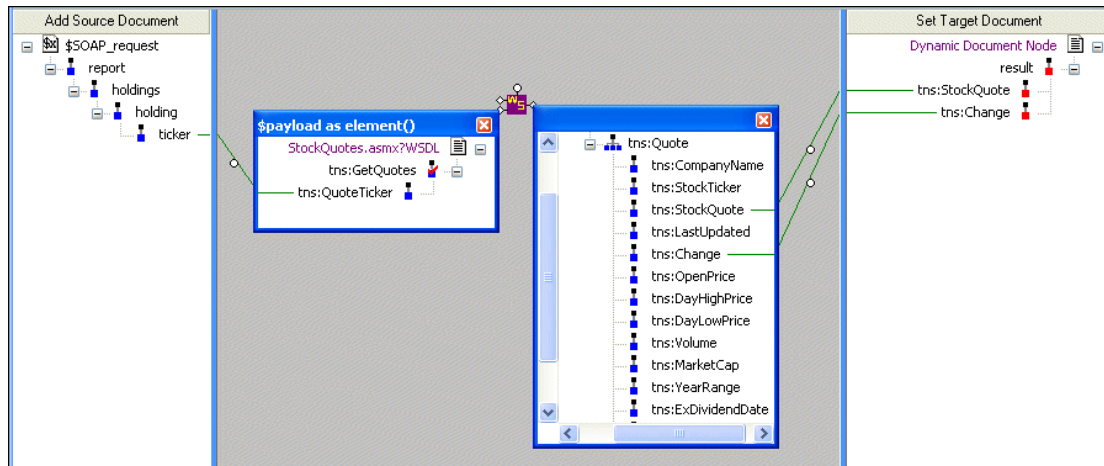 Add Source Document
$x
$SOAP_request
report
holdings
holding
ticker
$payload as element()
StockQuotes.asmx?WSDL
tns:GetQuotes
tns:QuoteTicker
WS
tns:Quote
tns:CompanyName
tns:StockTicker
tns:StockQuote
tns:LastUpdated
tns:Change
tns:OpenPrice
tns:DayHighPrice
tns:DayLowPrice
tns:Volume
tns:MarketCap
tns:YearRange
tns:ExDividendDate
Set Target Document
Dynamic Document Node
result
tns:StockQuote
tns:Change